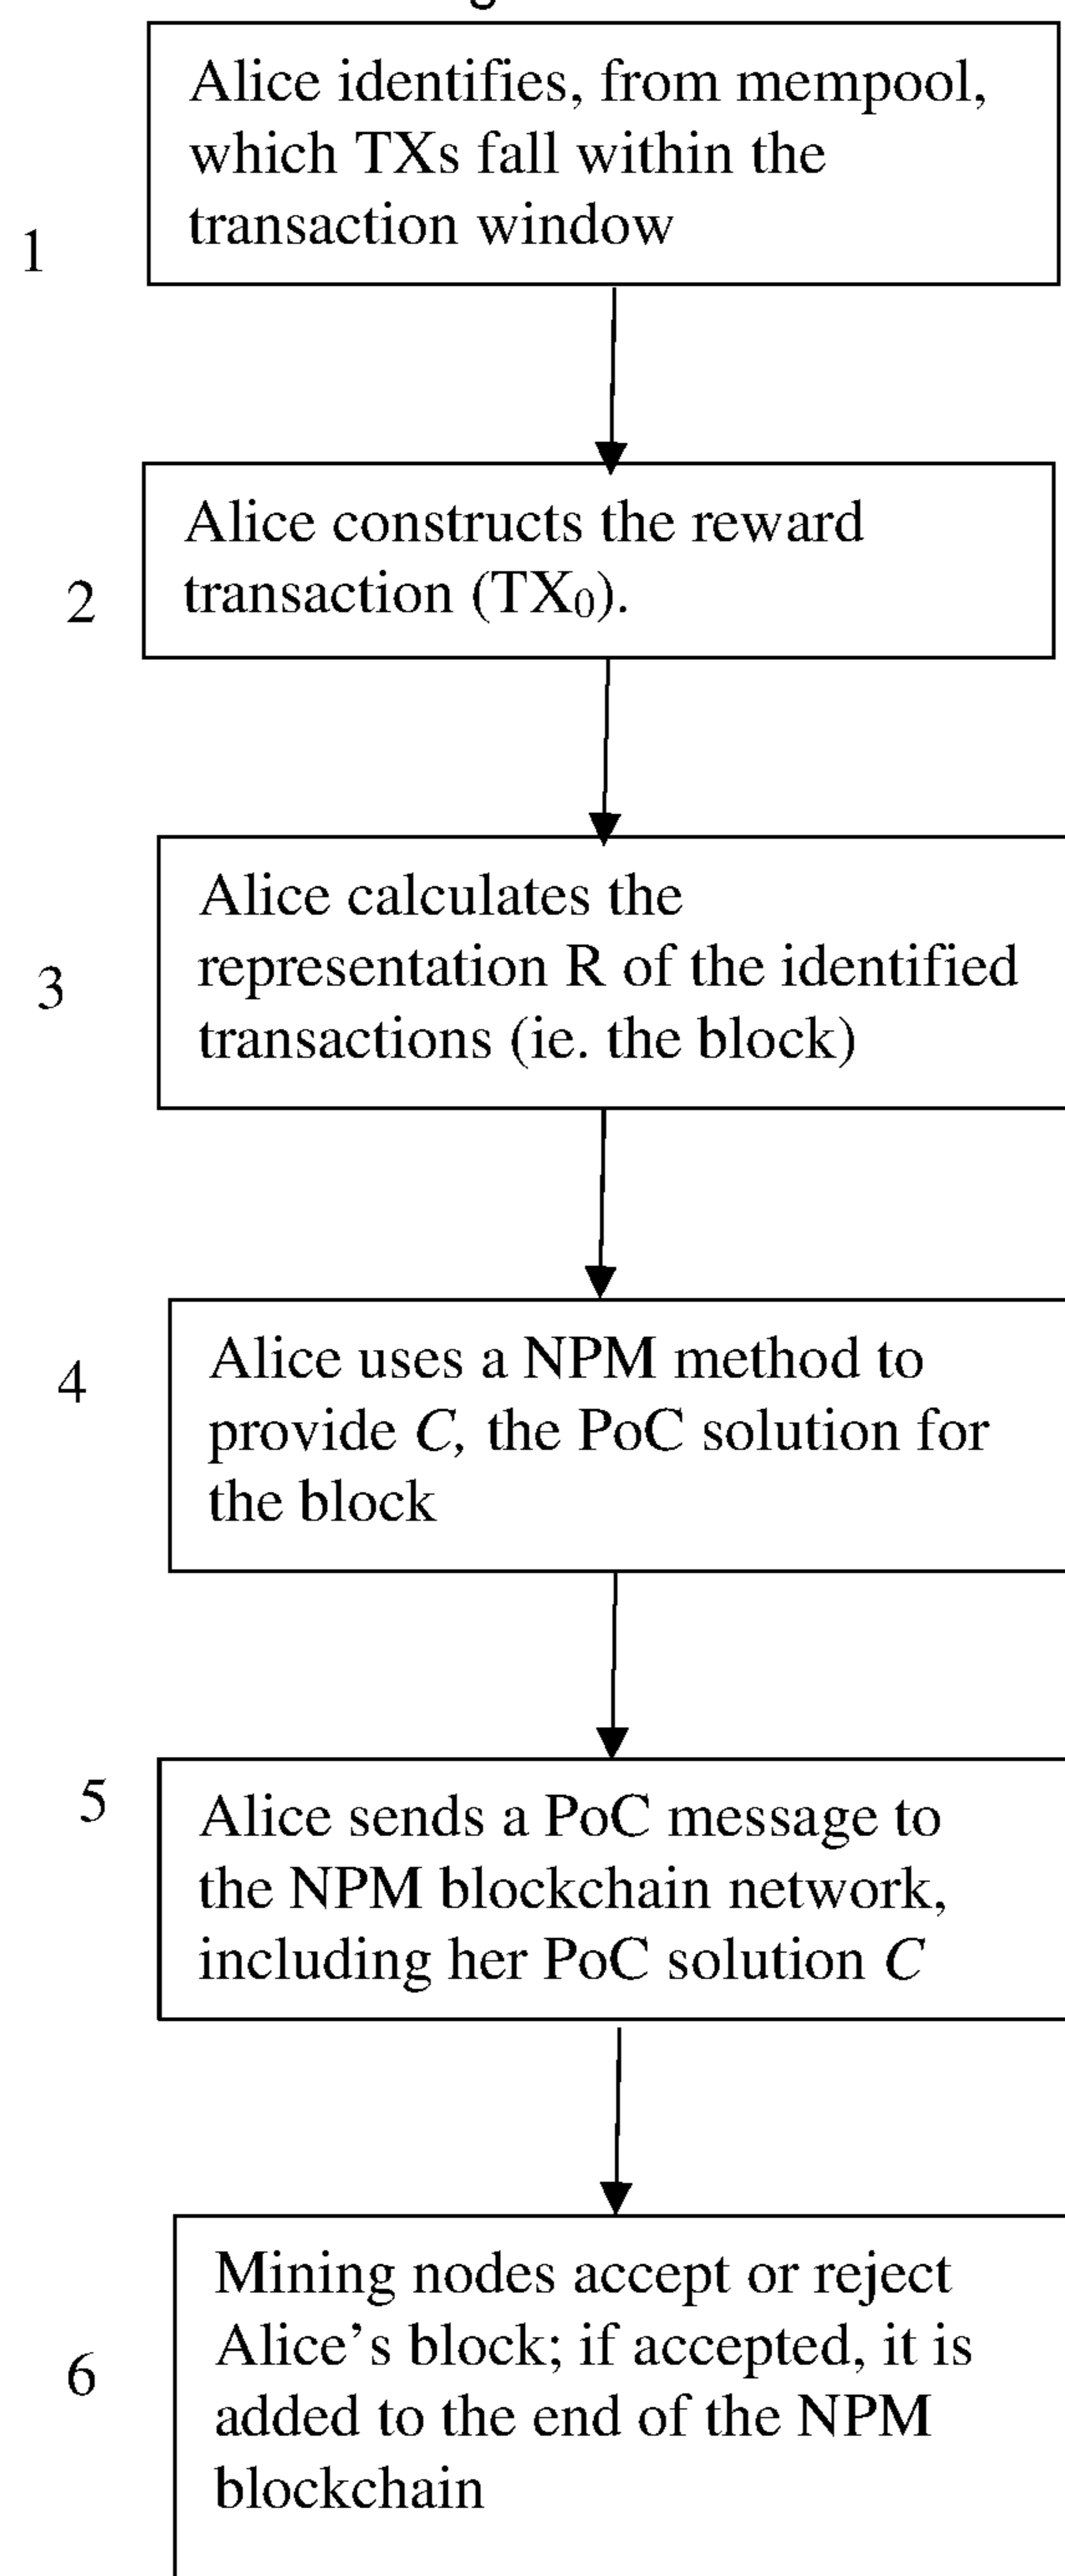 Alice identifies, from mempool,
which TXs fall within the
transaction window
1
Alice constructs the reward
transaction (TX₀).
2
Alice calculates the
representation R of the identified
transactions (ie. the block)
3
Alice uses a NPM method to
provide C, the PoC solution for
the block
4
Alice sends a PoC message to
the NPM blockchain network,
including her PoC solution C
5
Mining nodes accept or reject
Alice’s block; if accepted, it is
added to the end of the NPM
blockchain
6